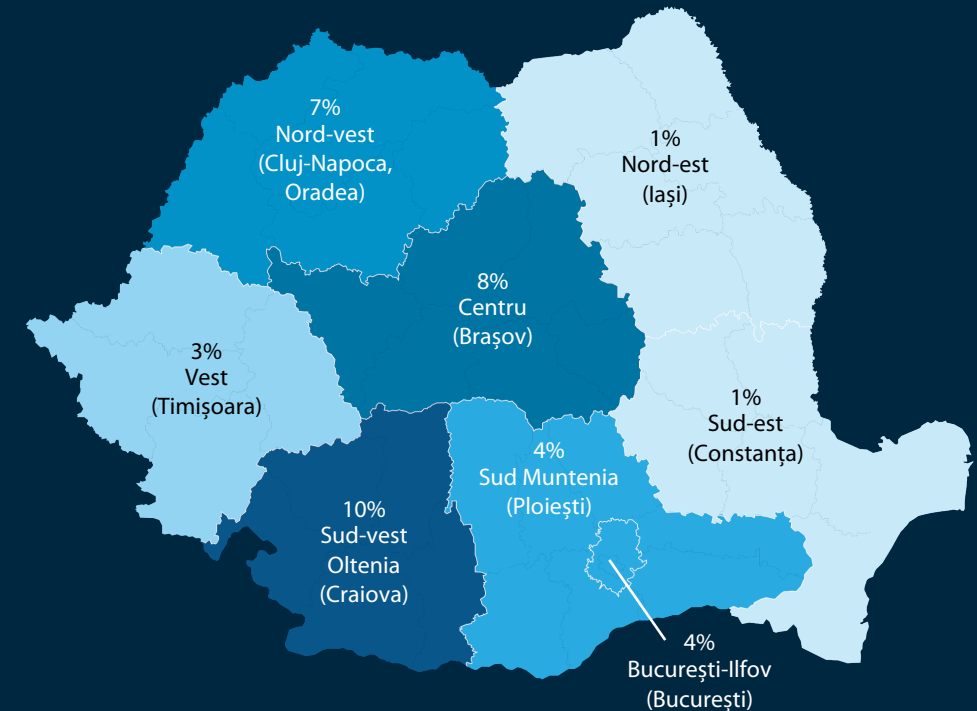 7%
Nord-vest
(Cluj-Napoca,
Oradea)
1%
Nord-est
(Iași)
8%
Centru
(Brașov)
3%
Vest
(Timișoara)
1%
Sud-est
(Constanța)
4%
Sud Muntenia
(Ploiești)
10%
Sud-vest
Oltenia
(Craiova)
4%
București-Ilfov
(București)